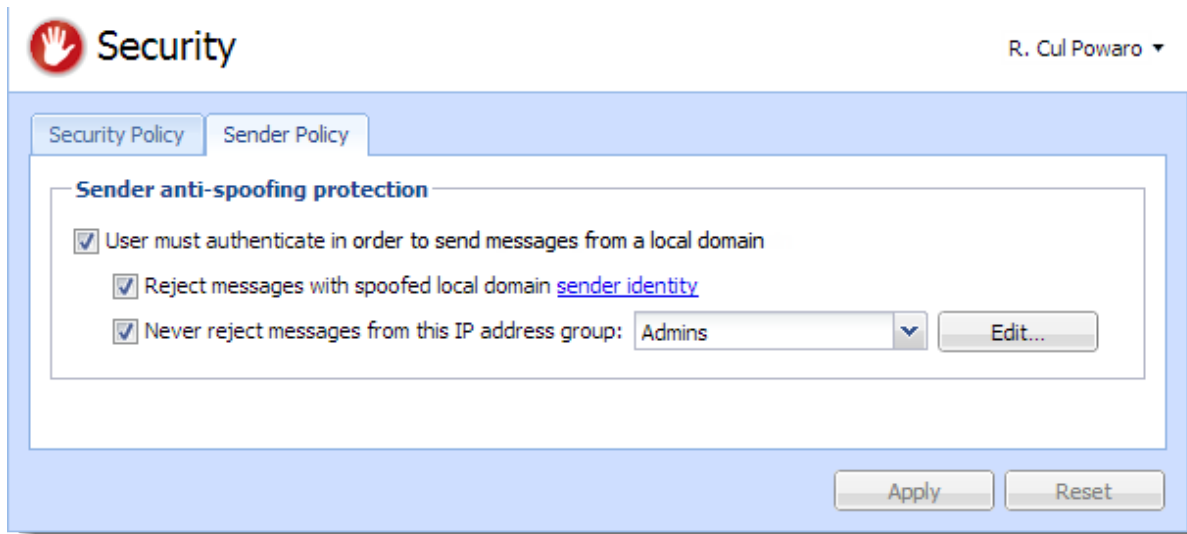 Security
R. Cul Powaro
Security Policy
Sender Policy
Sender anti-spoofing protection
User must authenticate in order to send messages from a local domain
Reject messages with spoofed local domain sender identity
Never reject messages from this IP address group: Admins Edit...
Apply
Reset